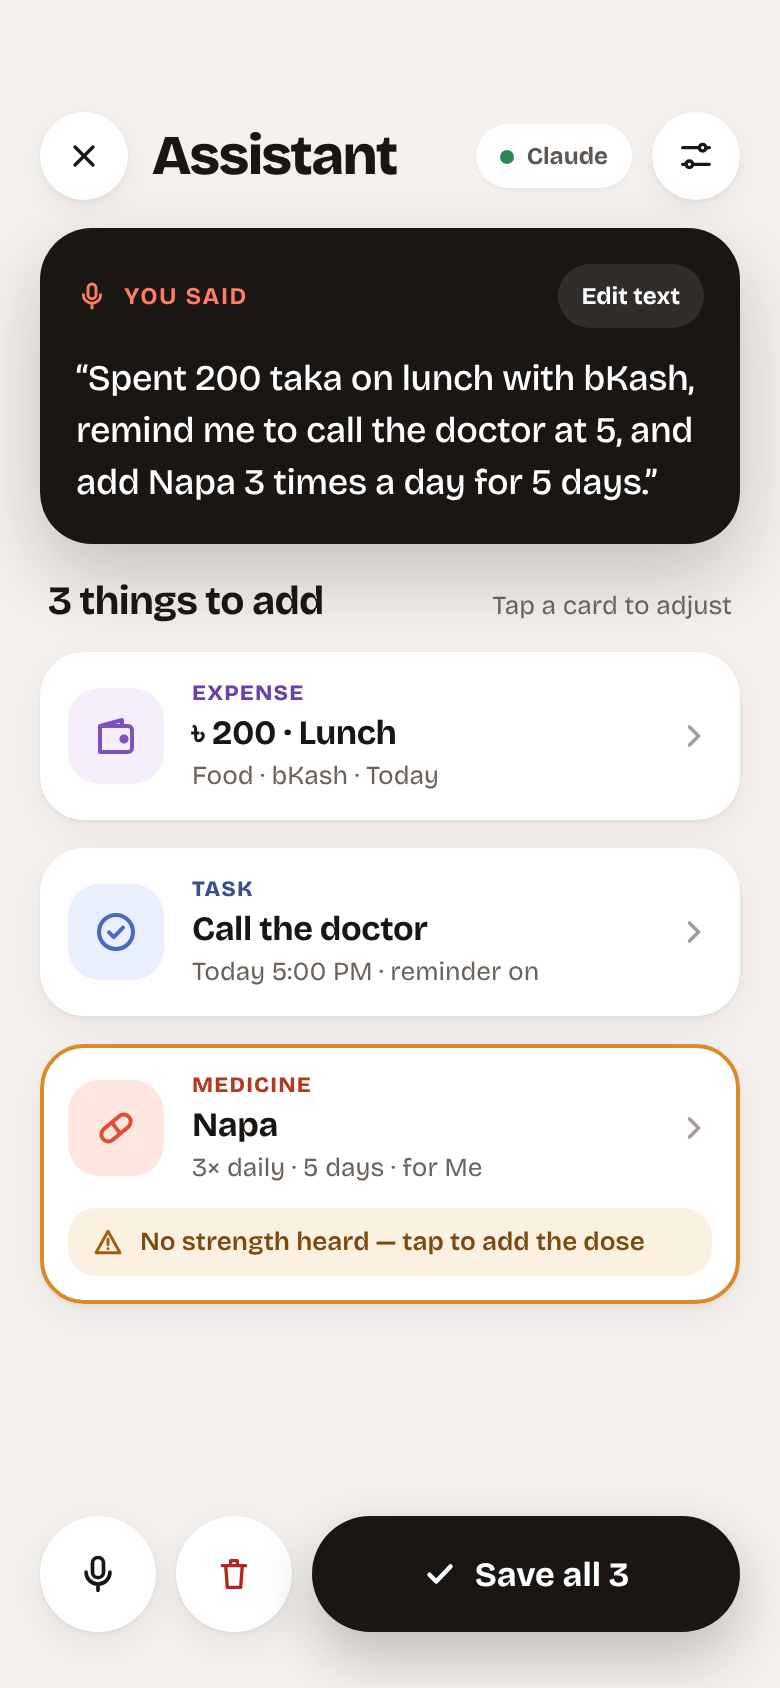 Assistant
Claude
YOU SAID
Edit text
“Spent 200 taka on lunch with bKash,
remind me to call the doctor at 5, and
add Napa 3 times a day for 5 days.”
3 things to add
Tap a card to adjust
EXPENSE
৳ 200 · Lunch
Food · bKash · Today
TASK
Call the doctor
Today 5:00 PM · reminder on
MEDICINE
Napa
3× daily · 5 days · for Me
No strength heard — tap to add the dose
Save all 3